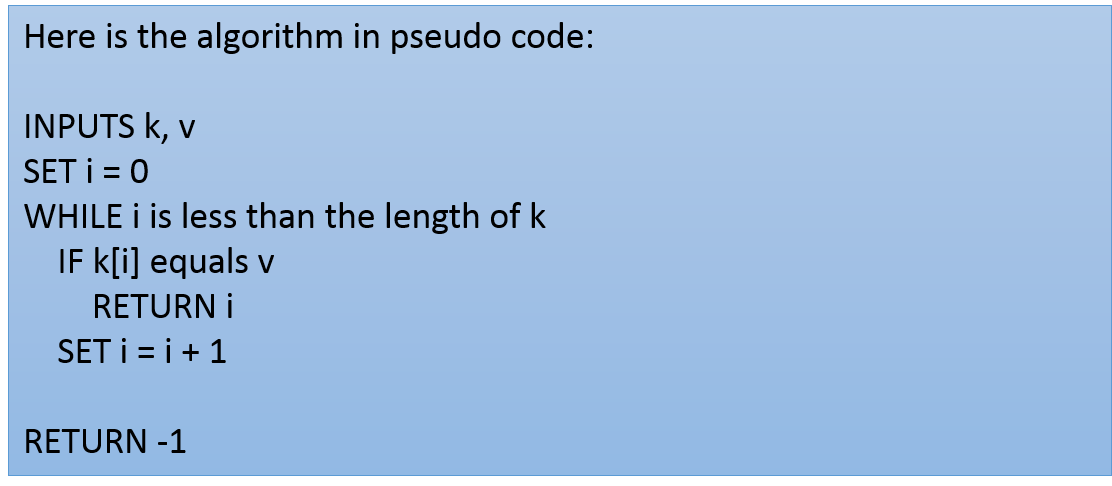 Here is the algorithm in pseudo code:
INPUTS k, v
SET i = 0
WHILE i is less than the length of k
IF k[i] equals v
RETURN i
SET i = i + 1
RETURN -1